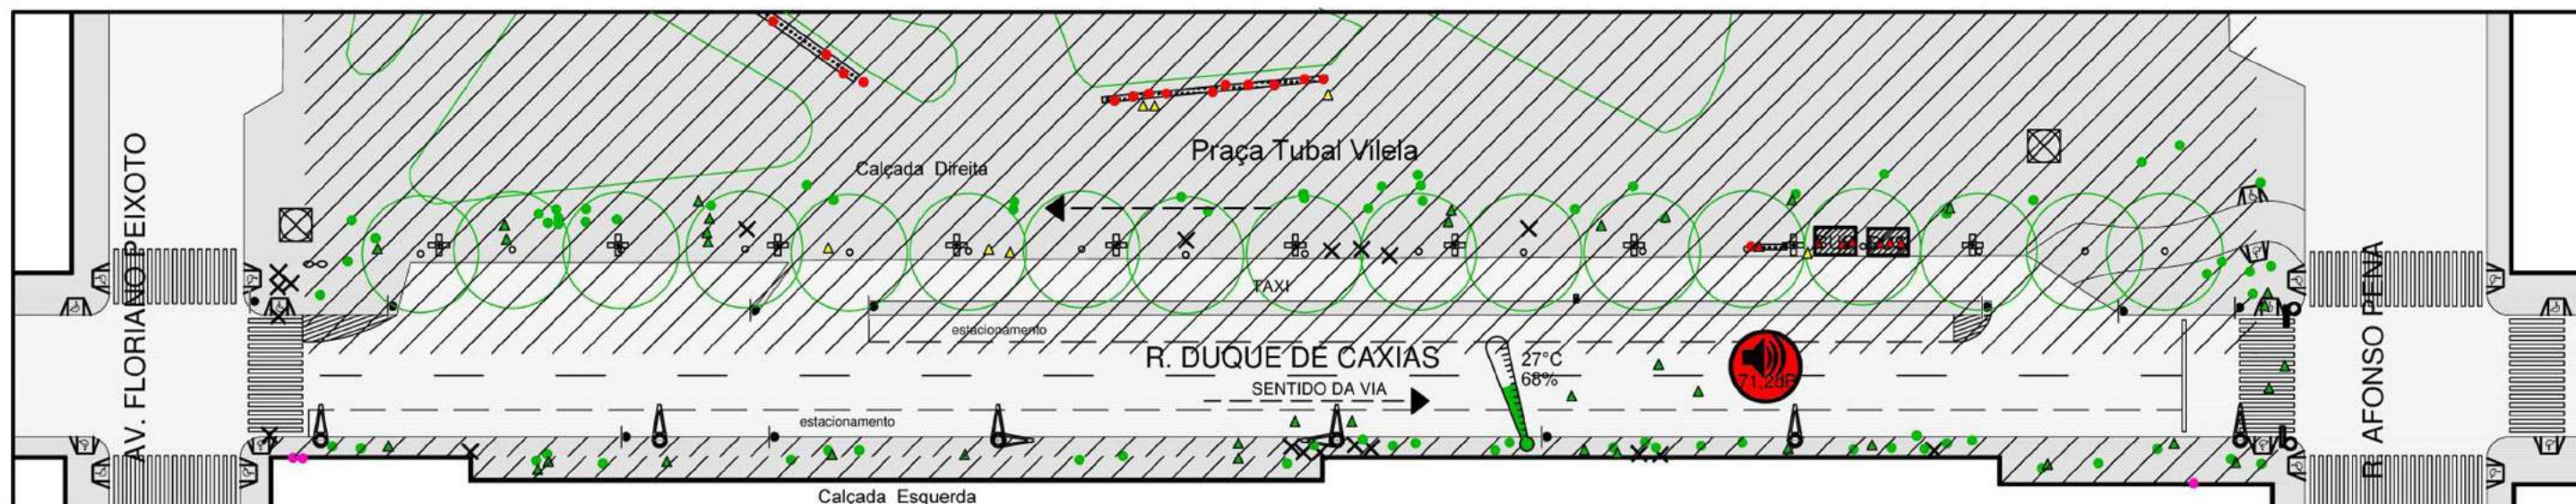 Praça Tubal Vilela
Calçada Direita
AV. FLORIANO PEIXOTO
TAXI
estacionamento
R. DUQUE DE CAXIAS
27°C
68%
71,2dB
SENTIDO DA VIA
estacionamento
R AFONSO PENA
Calçada Esquerda